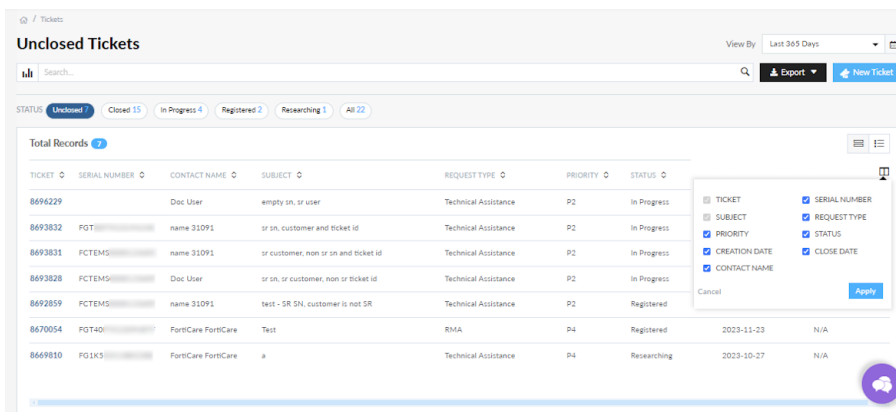 / Tickets
Unclosed Tickets
View By Last 365 Days
Search...
Export
New Ticket
STATUS Unclosed 7 Closed 15 In Progress 4 Registered 2 Researching 1 All 22
Total Records 7
TICKET SERIAL NUMBER CONTACT NAME SUBJECT REQUEST TYPE PRIORITY STATUS
8696229 Doc User empty sn, sr user Technical Assistance P2 In Progress
8693832 FGT name 31091 sr sn, customer and ticket id Technical Assistance P2 In Progress
8693831 FCTEMS name 31091 sr customer, non sr sn and ticket id Technical Assistance P2 In Progress
8693828 FCTEMS Doc User sr sn, sr customer, non sr ticket id Technical Assistance P2 In Progress
8692859 FCTEMS name 31091 test - SR SN, customer is not SR Technical Assistance P2 Registered
8670054 FGT40 FortiCare FortiCare Test RMA P4 Registered 2023-11-23 N/A
8669810 FG1K5 FortiCare FortiCare a Technical Assistance P4 Researching 2023-10-27 N/A
TICKET SERIAL NUMBER
SUBJECT REQUEST TYPE
PRIORITY STATUS
CREATION DATE CLOSE DATE
CONTACT NAME
Cancel Apply